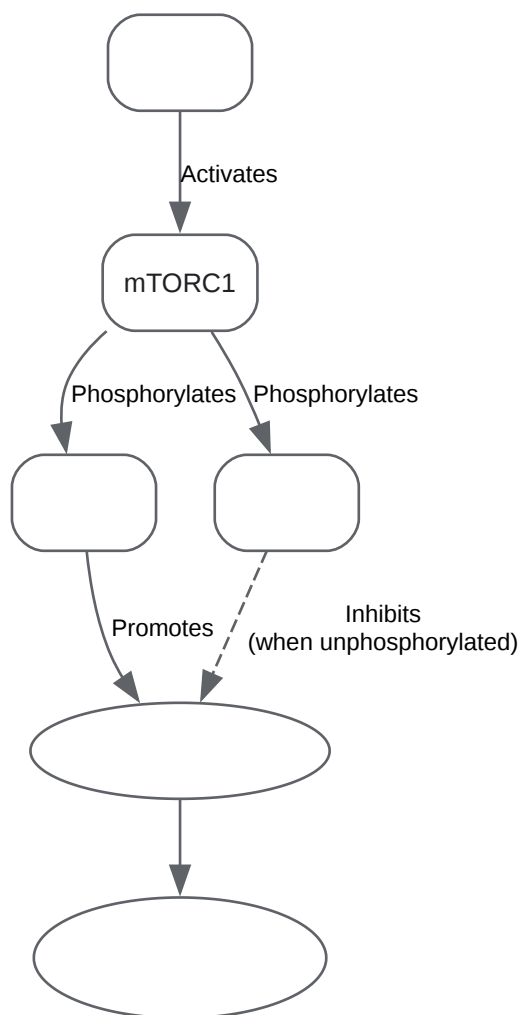 Activates
mTORC1
Phosphorylates
Phosphorylates
Promotes
Inhibits
(when unphosphorylated)